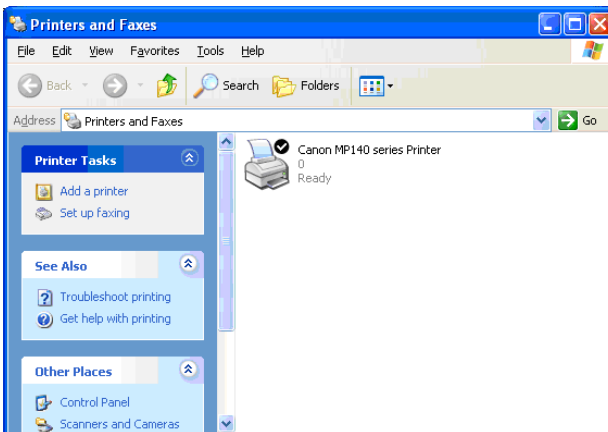 Printers and Faxes
File Edit View Favorites Tools Help
Back Search Folders
Address Printers and Faxes Go
Printer Tasks
Add a printer
Set up faxing
See Also
Troubleshoot printing
Get help with printing
Other Places
Control Panel
Scanners and Cameras
Canon MP140 series Printer
0
Ready